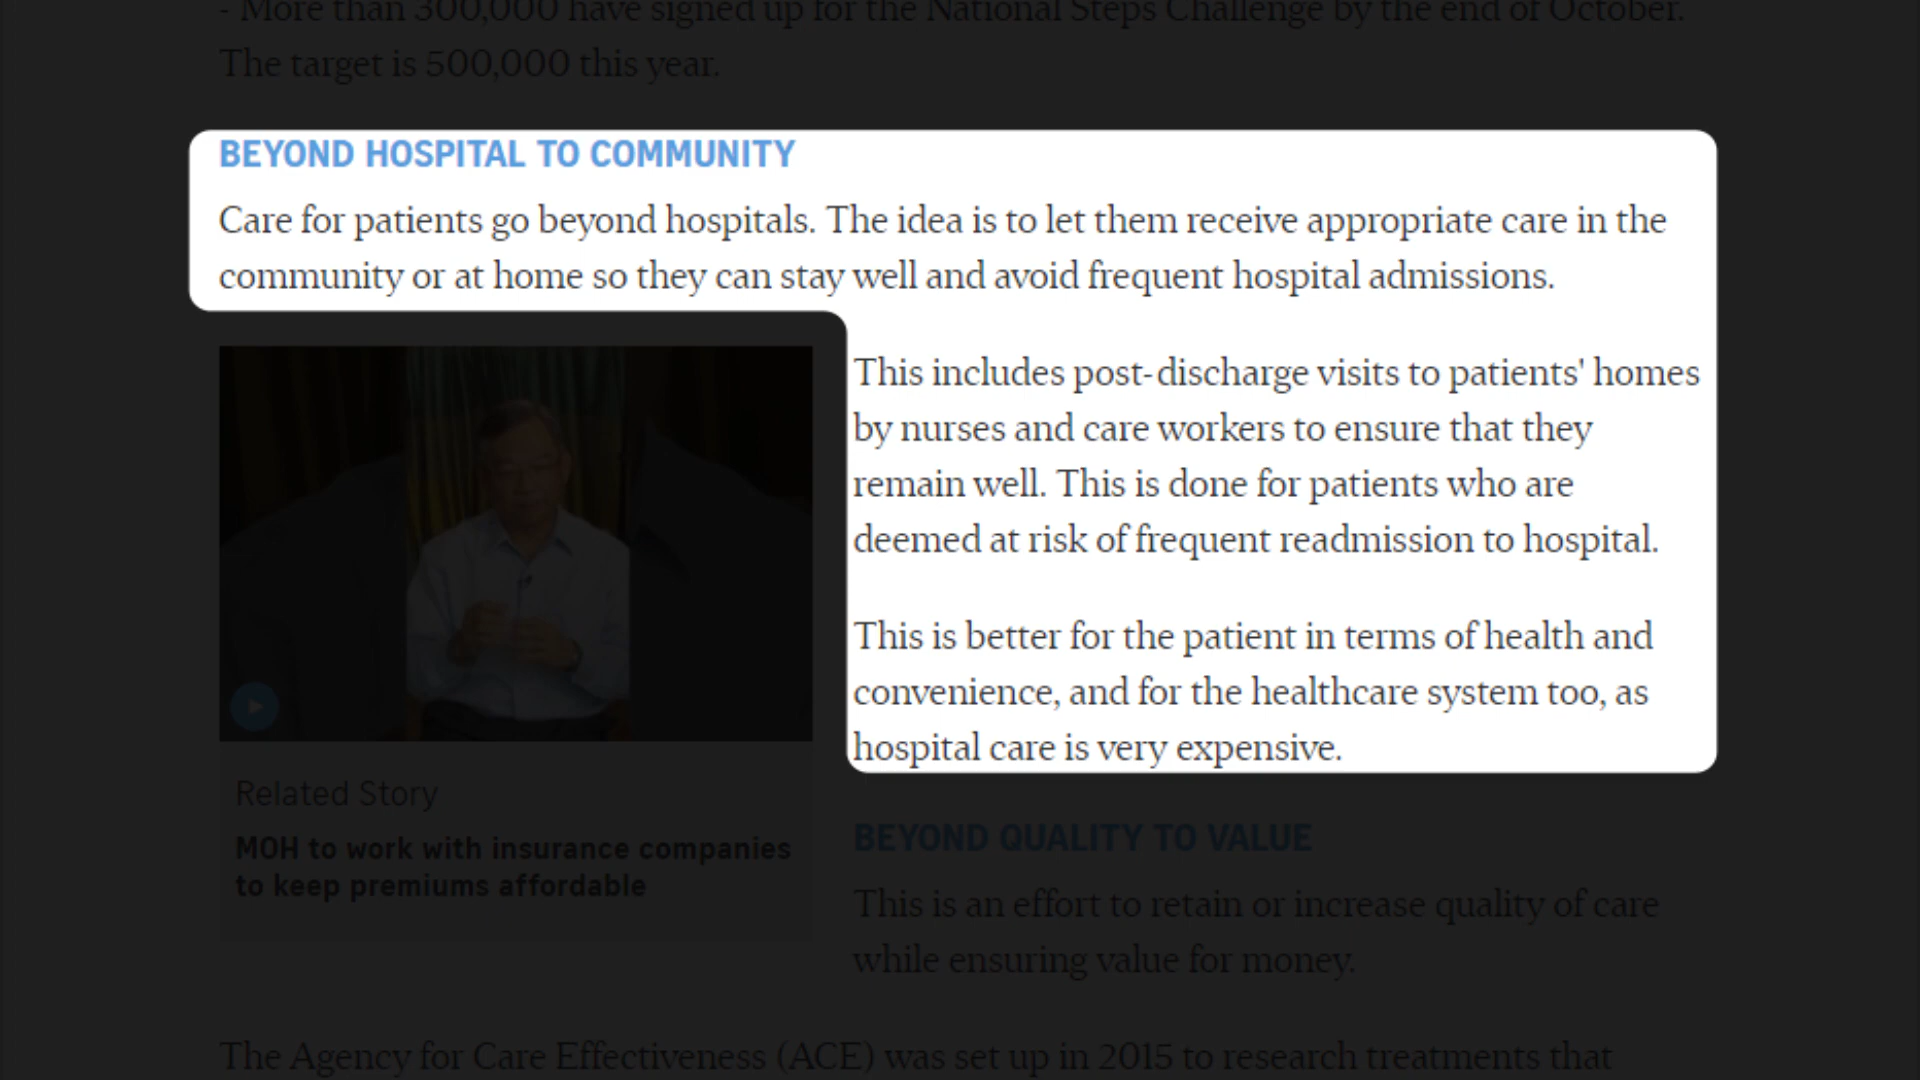 - More than 300,000 have signed up for the National Steps Challenge by the end of October.
The target is 500,000 this year.
BEYOND HOSPITAL TO COMMUNITY
Care for patients go beyond hospitals. The idea is to let them receive appropriate care in the
community or at home so they can stay well and avoid frequent hospital admissions.
This includes post-discharge visits to patients' homes
by nurses and care workers to ensure that they
remain well. This is done for patients who are
deemed at risk of frequent readmission to hospital.
This is better for the patient in terms of health and
convenience, and for the healthcare system too, as
hospital care is very expensive.
Related Story
MOH to work with insurance companies
to keep premiums affordable
BEYOND QUALITY TO VALUE
This is an effort to retain or increase quality of care
while ensuring value for money.
The Agency for Care Effectiveness (ACE) was set up in 2015 to research treatments that